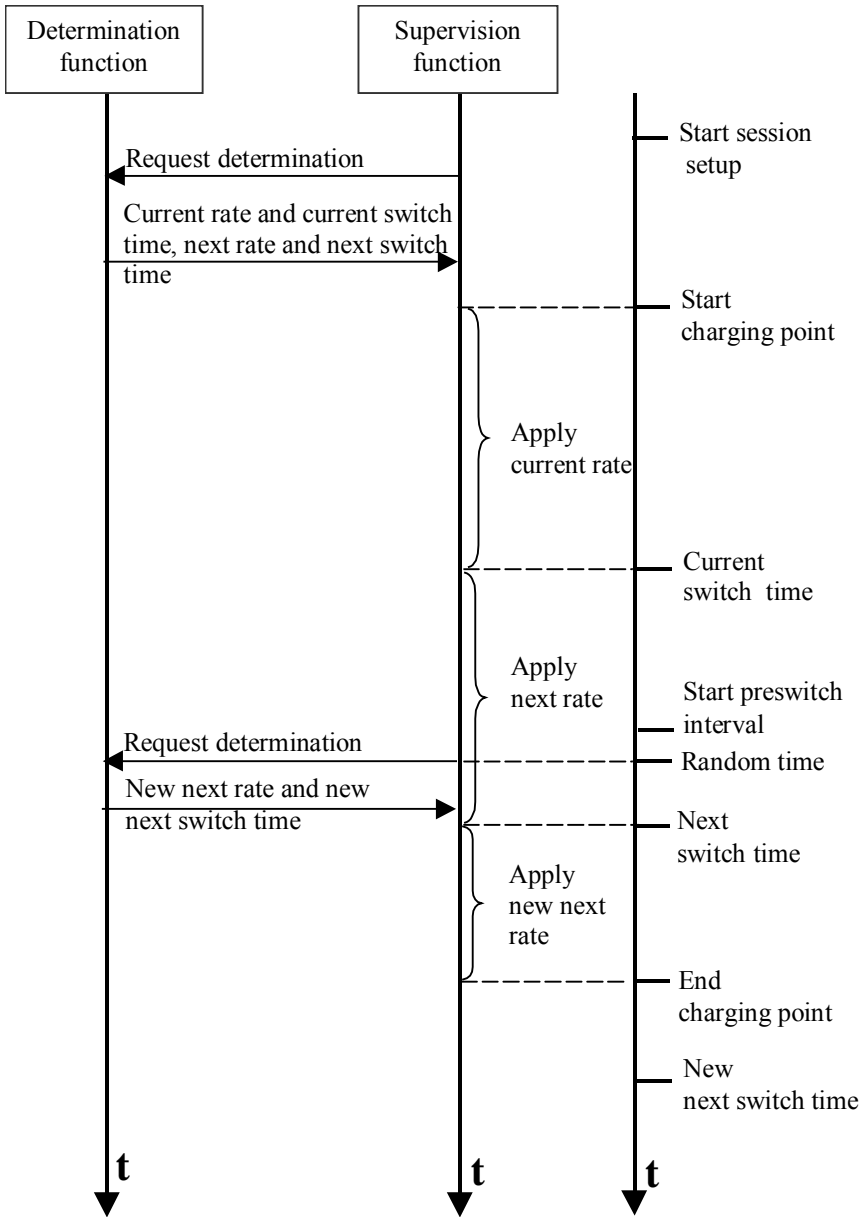 Determination
function
Supervision
function
Start session
setup
Request determination
Current rate and current switch
time, next rate and next switch
time
Start
charging point
Apply
current rate
Current
switch time
Apply
next rate
Start preswitch
interval
Request determination
Random time
New next rate and new
next switch time
Next
switch time
Apply
new next
rate
End
charging point
New
next switch time
t
t
t